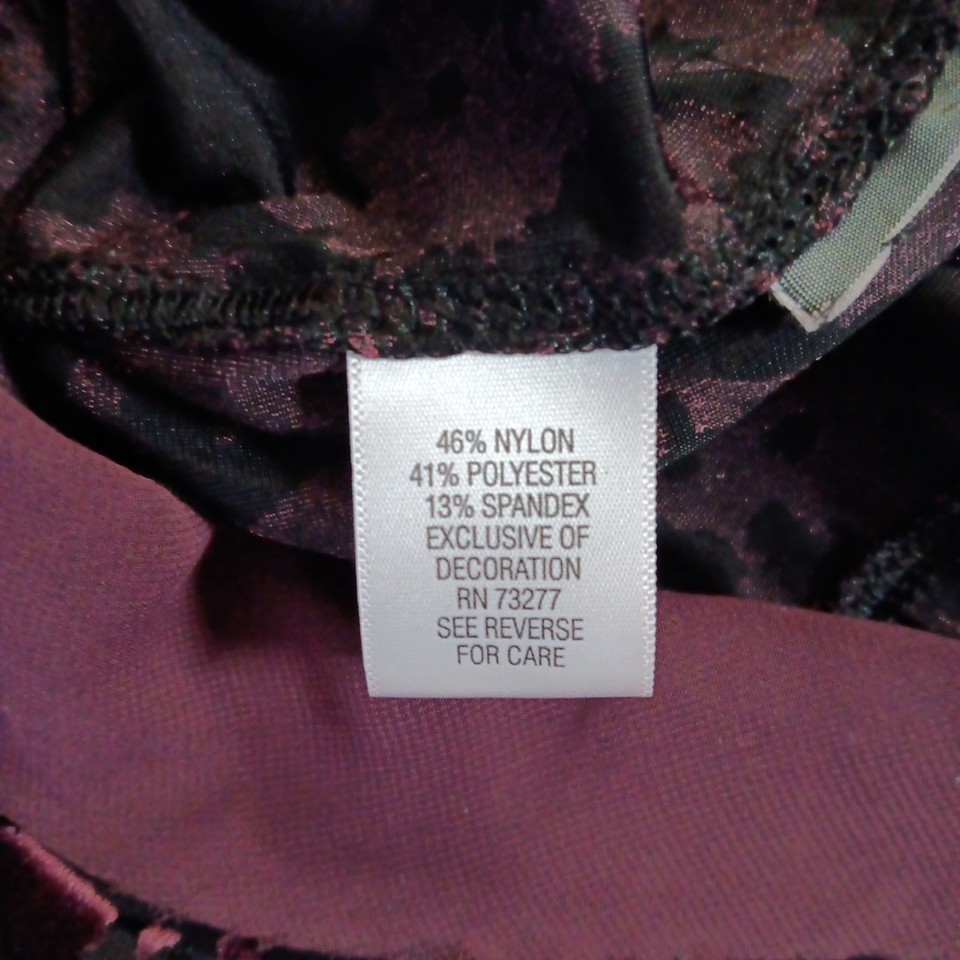 46% NYLON
41% POLYESTER
13% SPANDEX
EXCLUSIVE OF
DECORATION
RN 73277
SEE REVERSE
FOR CARE